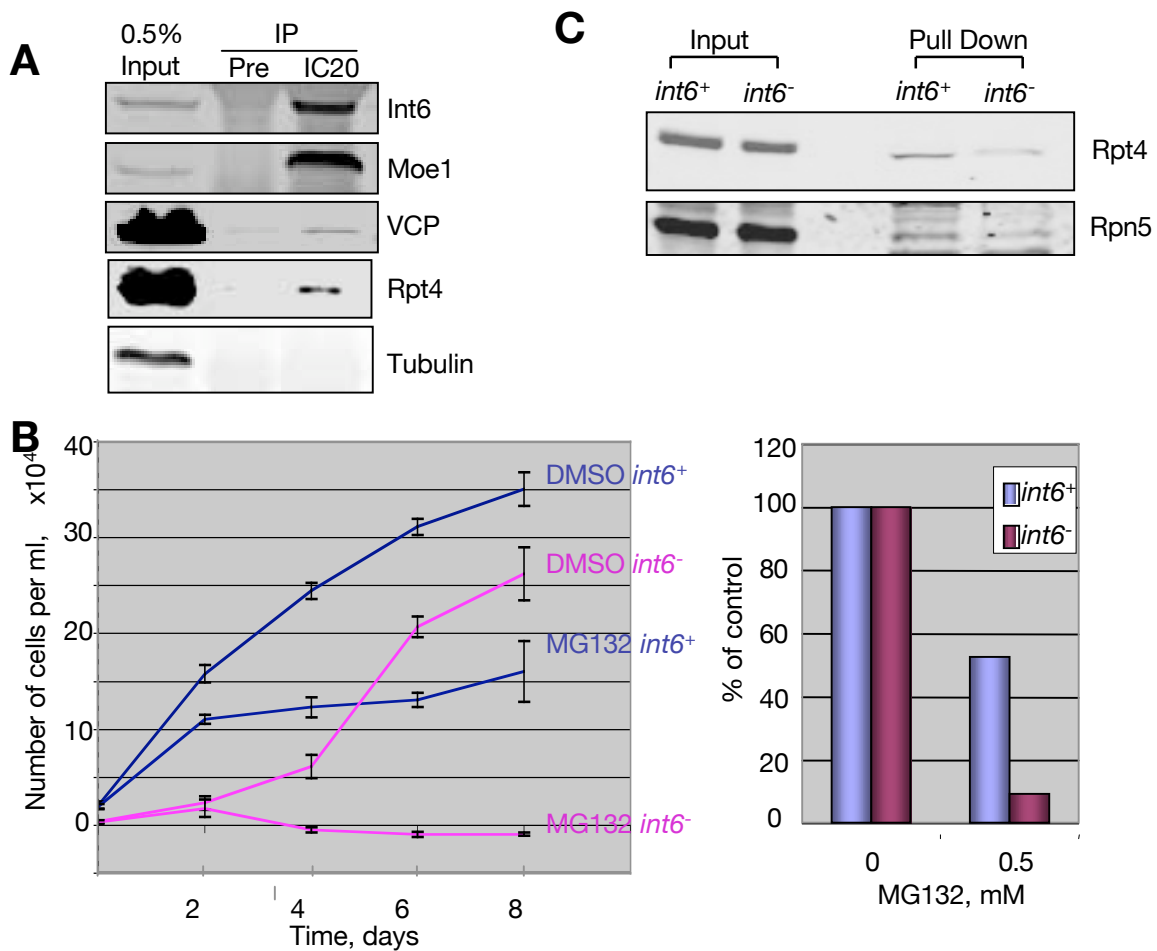 A
0.5%
Input
IP
Pre IC20
Int6
Moe1
VCP
Rpt4
Tubulin
C
Input Pull Down
int6+ int6- int6+ int6-
Rpt4
Rpn5
B
Number of cells per ml, x10⁴
40
30
20
10
0
DMSO int6+
DMSO int6-
MG132 int6+
MG132 int6-
2 4 6 8
Time, days
% of control
120
100
80
60
40
20
0
int6+
int6-
0 0.5
MG132, mM